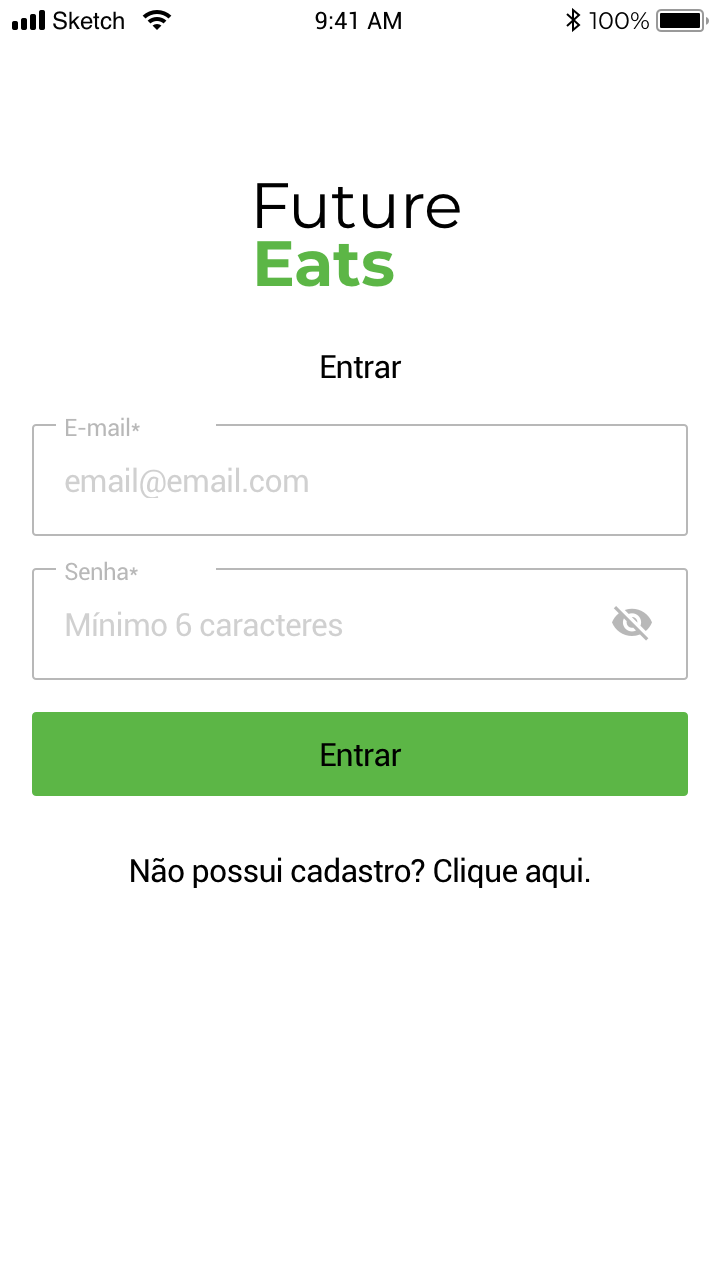 Sketch 9:41 AM 100%
Future
Eats
Entrar
E-mail*
email@email.com
Senha*
Mínimo 6 caracteres
Entrar
Não possui cadastro? Clique aqui.